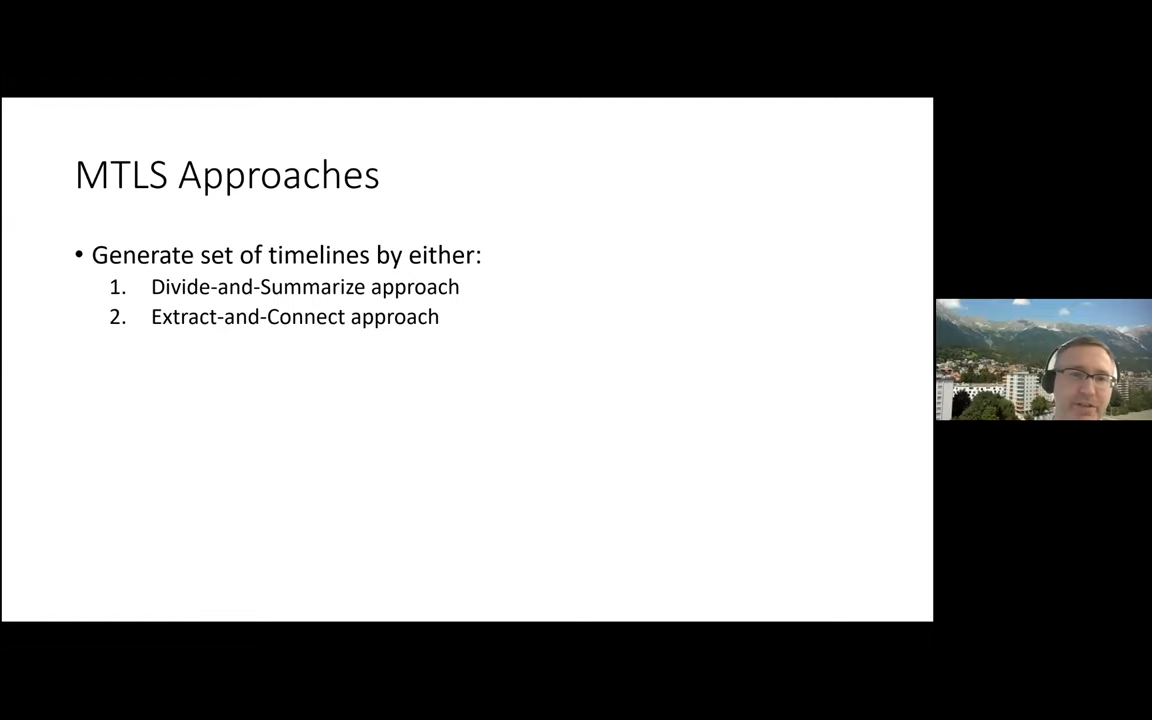 MTLS Approaches
• Generate set of timelines by either:
1. Divide-and-Summarize approach
2. Extract-and-Connect approach